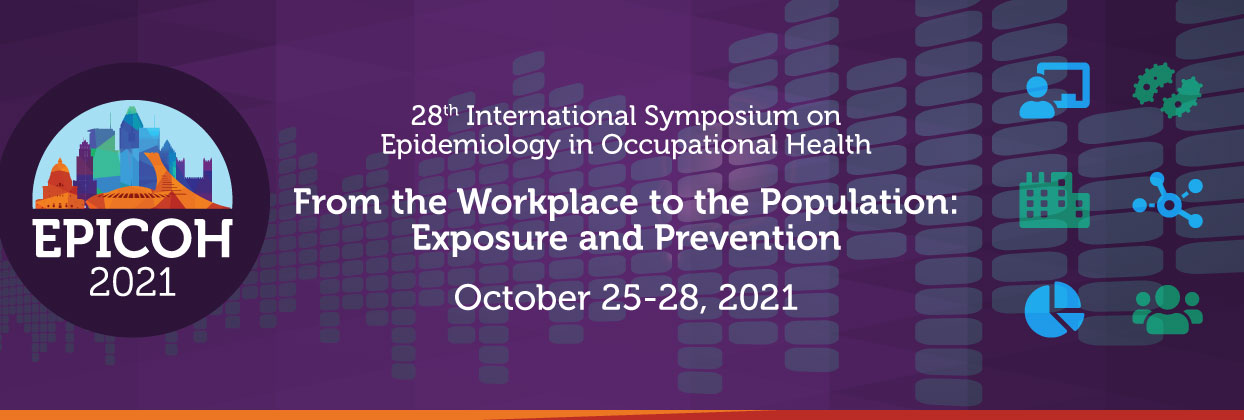 EPICOH
2021
28th International Symposium on
Epidemiology in Occupational Health
From the Workplace to the Population:
Exposure and Prevention
October 25-28, 2021